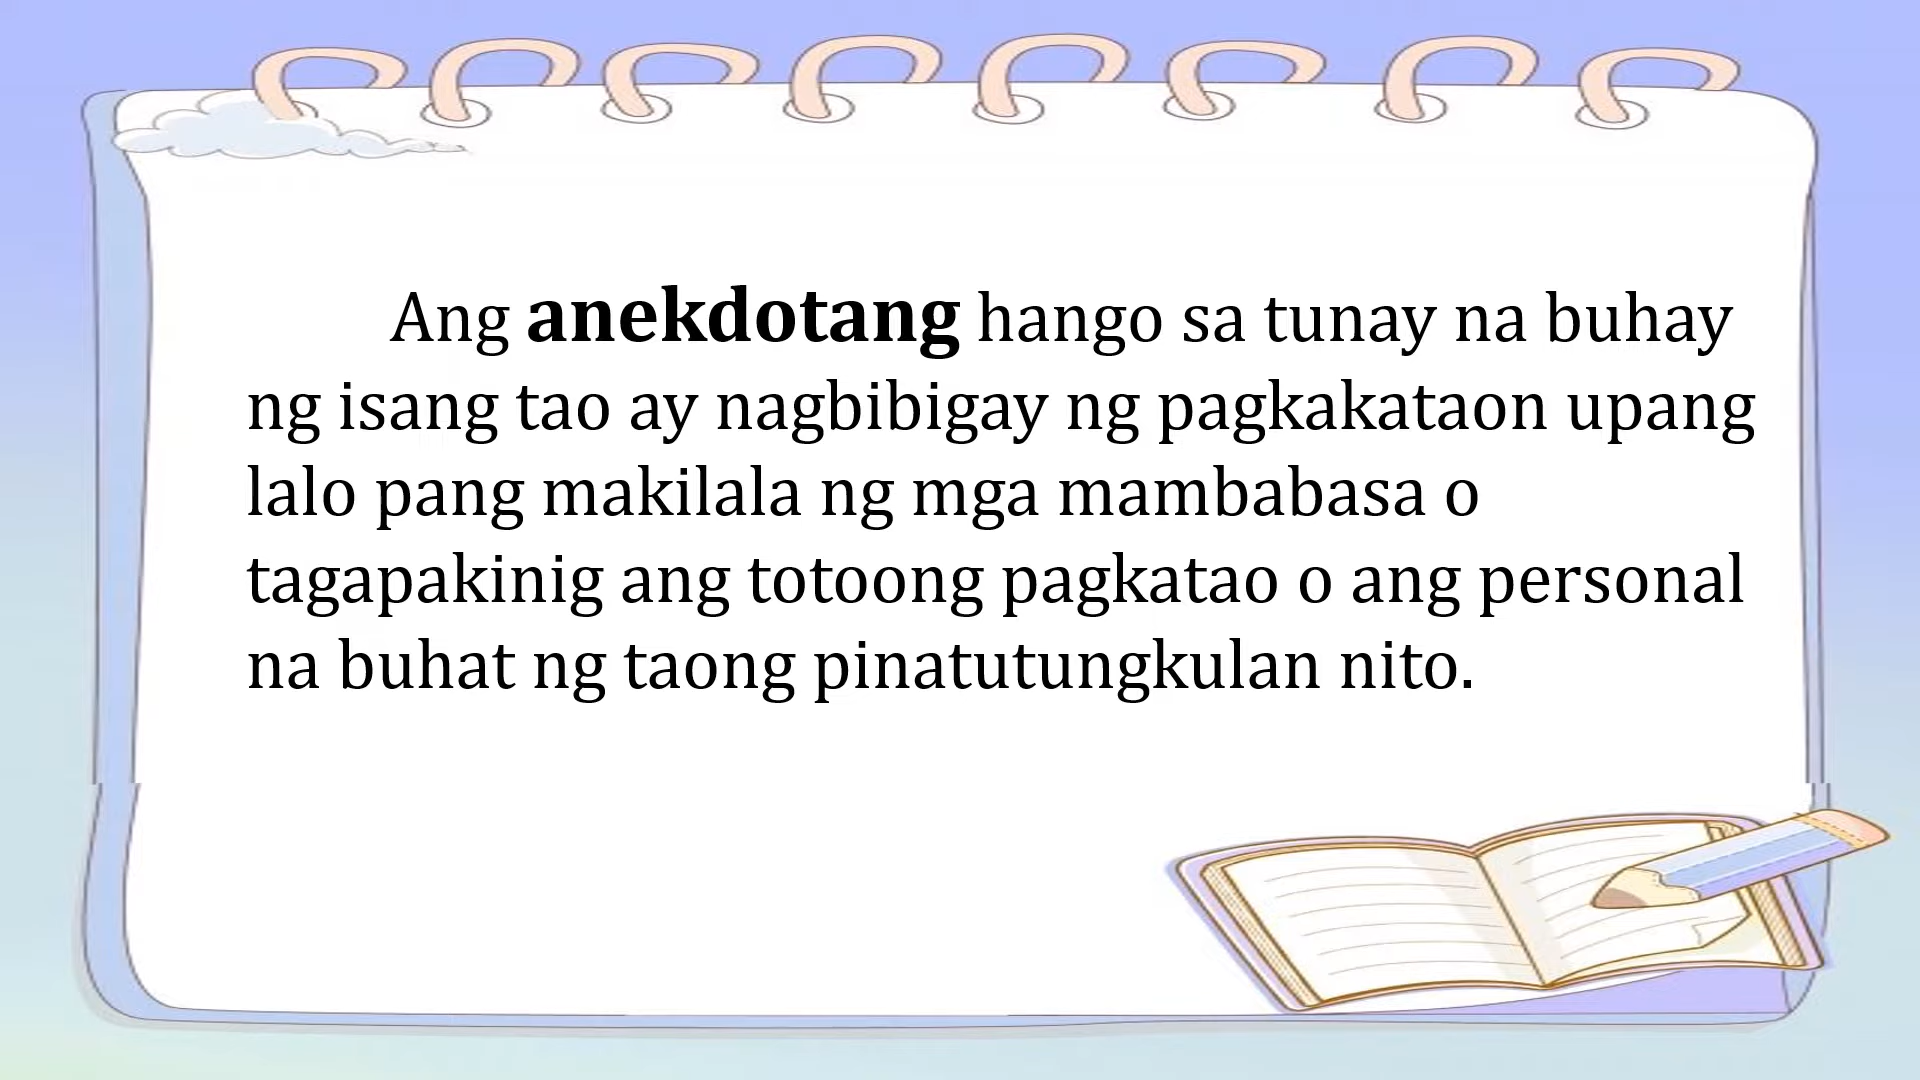 Ang anekdotang hango sa tunay na buhay
ng isang tao ay nagbibigay ng pagkakataon upang
lalo pang makilala ng mga mambabasa o
tagapakinig ang totoong pagkatao o ang personal
na buhat ng taong pinatutungkulan nito.